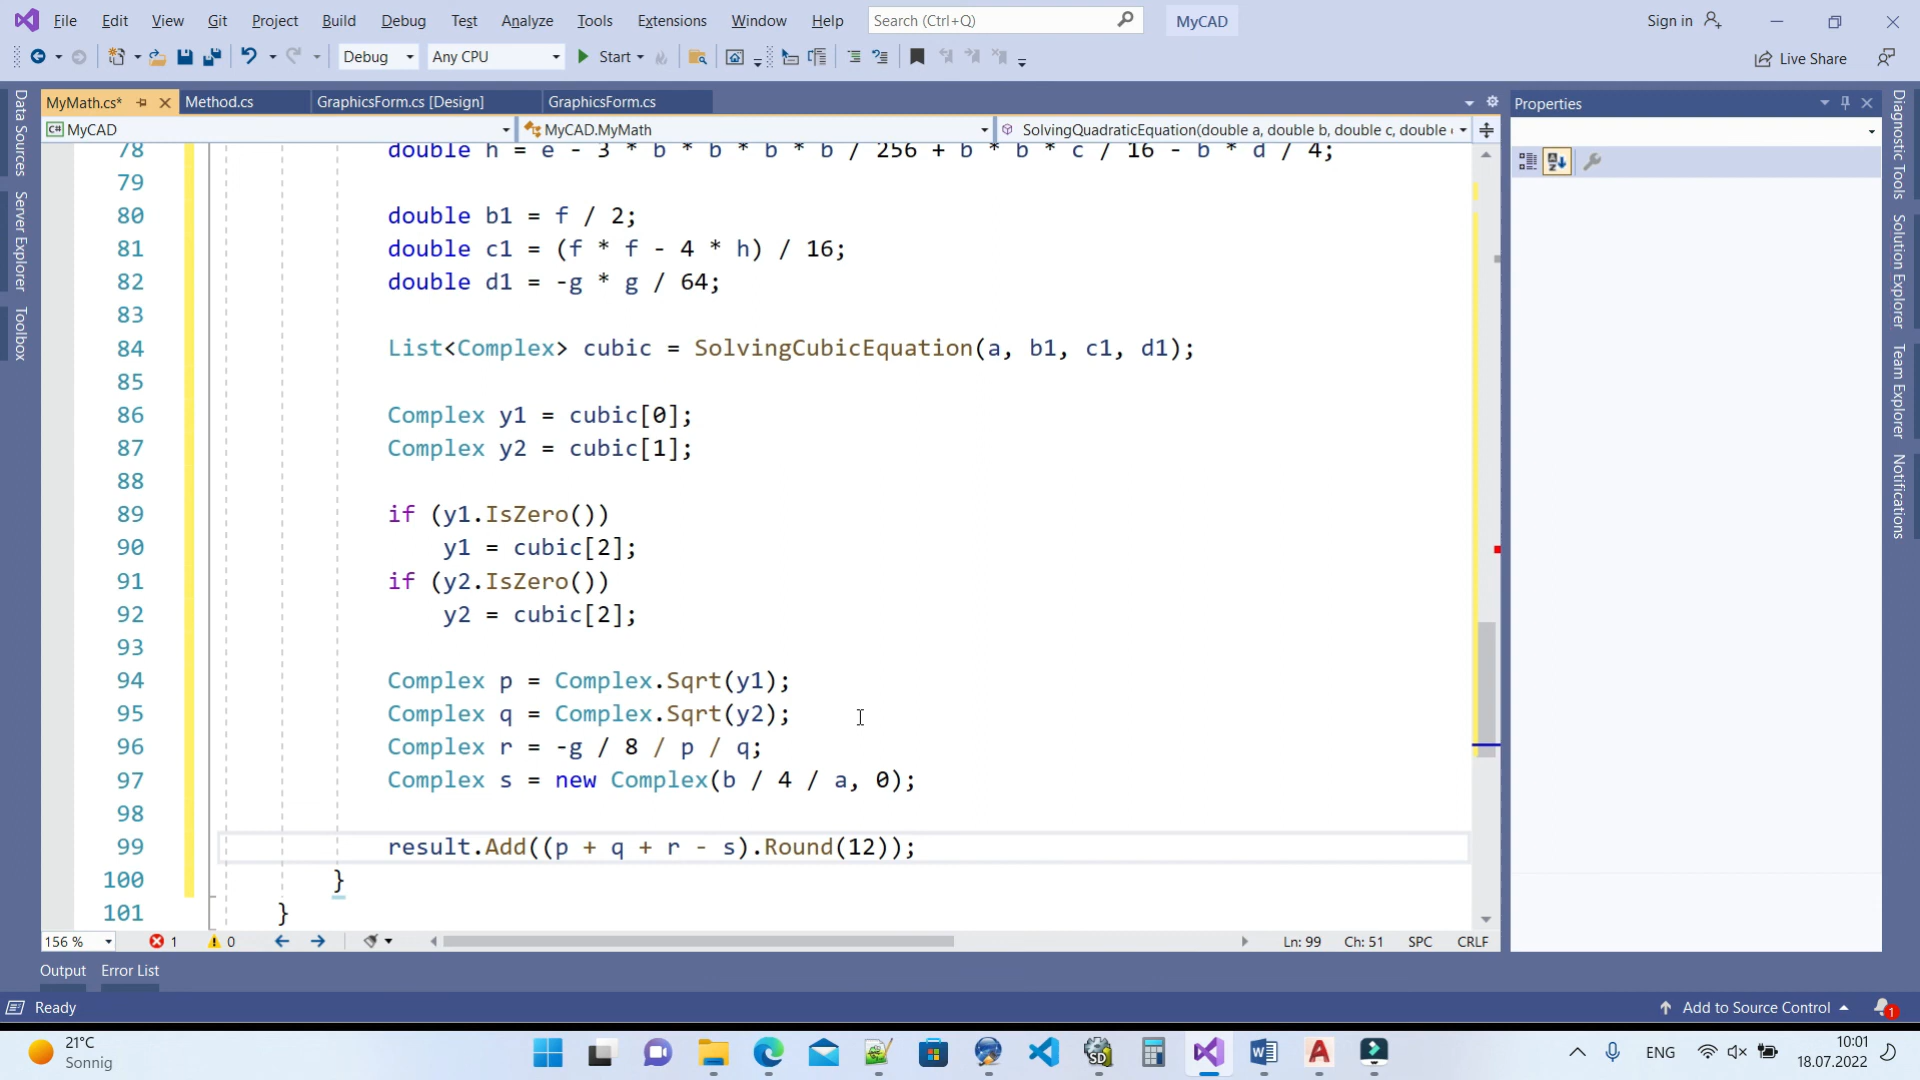 File Edit View Git Project Build Debug Test Analyze Tools Extensions Window Help Search (Ctrl+Q) MyCAD Sign in
Debug Any CPU Start Live Share
MyMath.cs* Method.cs GraphicsForm.cs [Design] GraphicsForm.cs Properties
C# MyCAD MyCAD.MyMath SolvingQuadraticEquation(double a, double b, double c, double
78 double h = e - 3 * b * b * b * b / 256 + b * b * c / 16 - b * d / 4;
79
80 double b1 = f / 2;
81 double c1 = (f * f - 4 * h) / 16;
82 double d1 = -g * g / 64;
83
84 List<Complex> cubic = SolvingCubicEquation(a, b1, c1, d1);
85
86 Complex y1 = cubic[0];
87 Complex y2 = cubic[1];
88
89 if (y1.IsZero())
90 y1 = cubic[2];
91 if (y2.IsZero())
92 y2 = cubic[2];
93
94 Complex p = Complex.Sqrt(y1);
95 Complex q = Complex.Sqrt(y2);
96 Complex r = -g / 8 / p / q;
97 Complex s = new Complex(b / 4 / a, 0);
98
99 result.Add((p + q + r - s).Round(12));
100 }
101 }
156 % 1 0 Ln: 99 Ch: 51 SPC CRLF
Data Sources
Server Explorer
Toolbox
Diagnostic Tools
Solution Explorer
Team Explorer
Notifications
Output Error List
Ready Add to Source Control 1
21°C
Sonnig
SD
ENG
10:01
18.07.2022